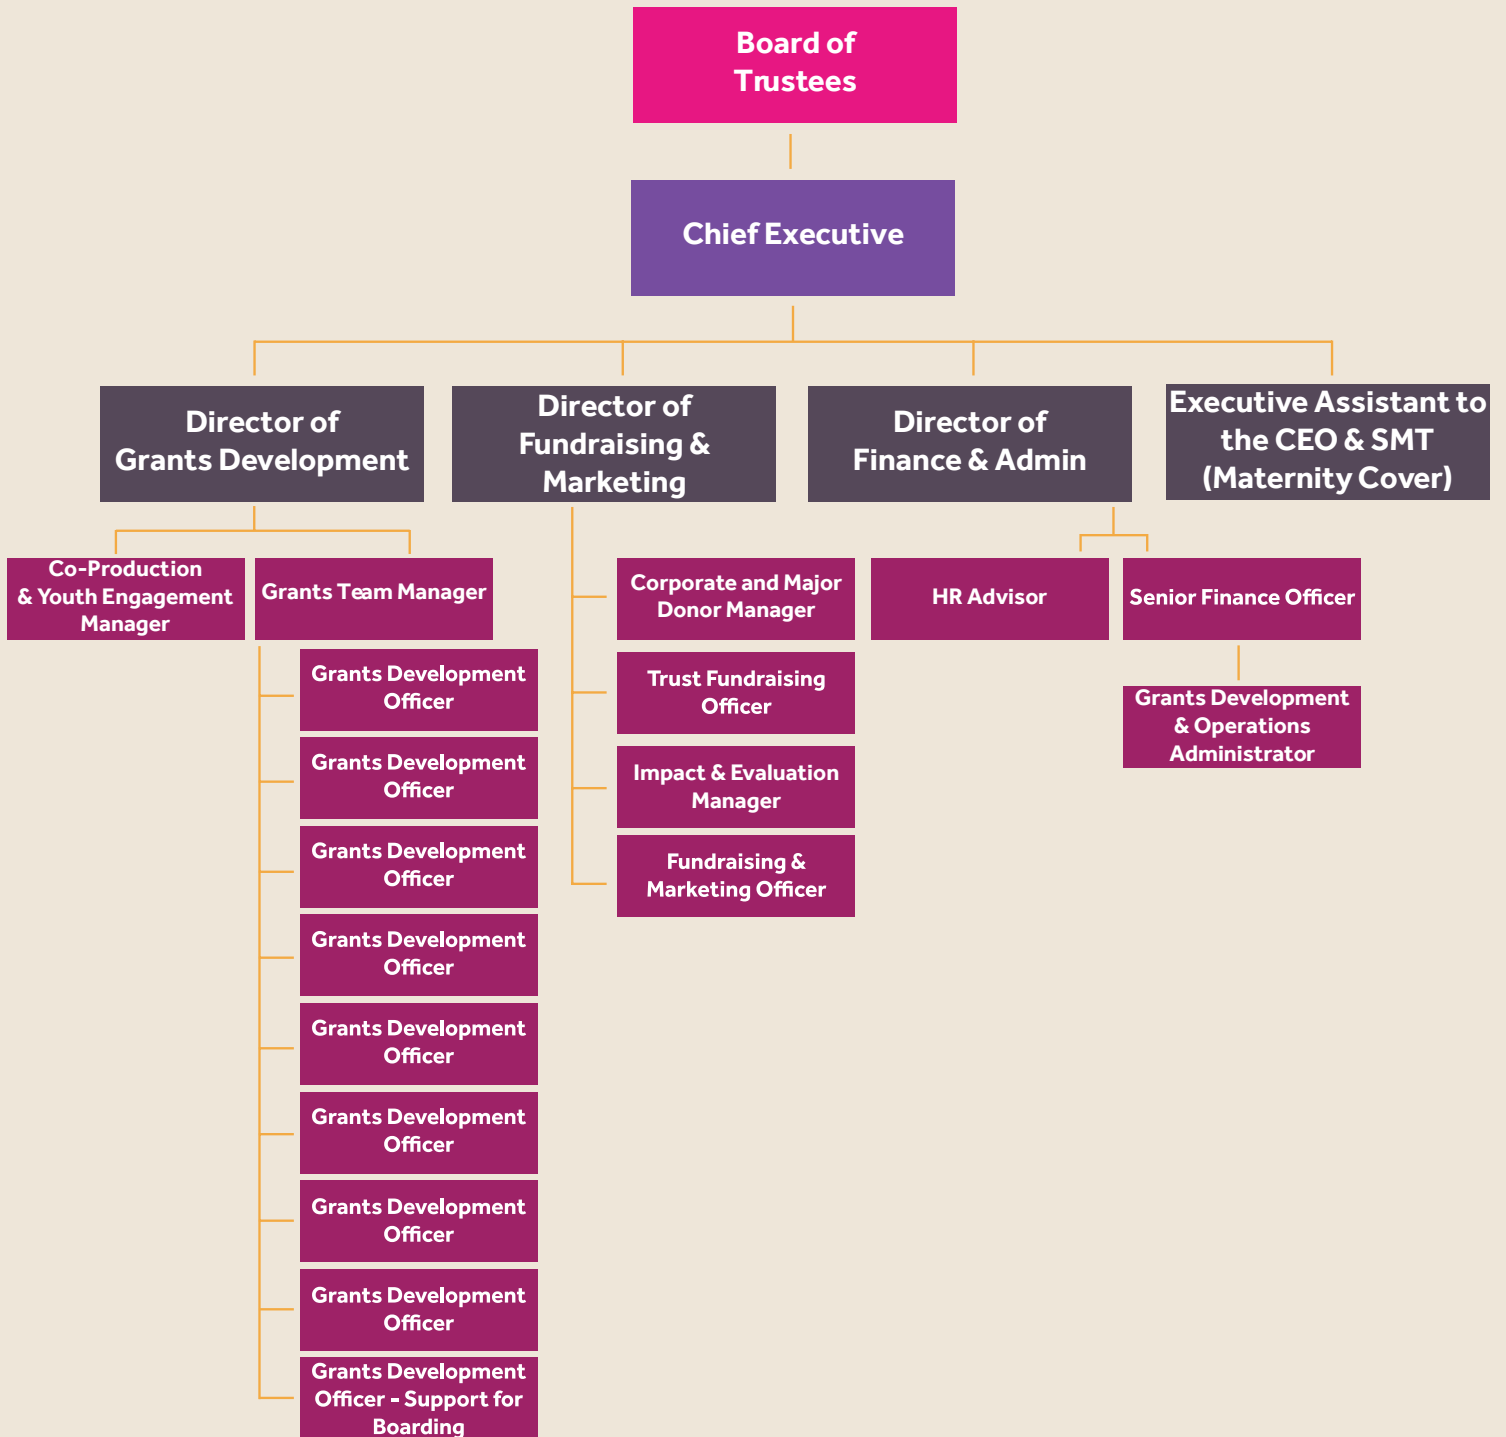 Board of
Trustees
Chief Executive
Director of
Grants Development
Director of
Fundraising &
Marketing
Director of
Finance & Admin
Executive Assistant to
the CEO & SMT
(Maternity Cover)
Co-Production
& Youth Engagement
Manager
Grants Team Manager
Grants Development
Officer
Grants Development
Officer
Grants Development
Officer
Grants Development
Officer
Grants Development
Officer
Grants Development
Officer
Grants Development
Officer
Grants Development
Officer
Grants Development
Officer - Support for
Boarding
Corporate and Major
Donor Manager
Trust Fundraising
Officer
Impact & Evaluation
Manager
Fundraising &
Marketing Officer
HR Advisor
Senior Finance Officer
Grants Development
& Operations
Administrator